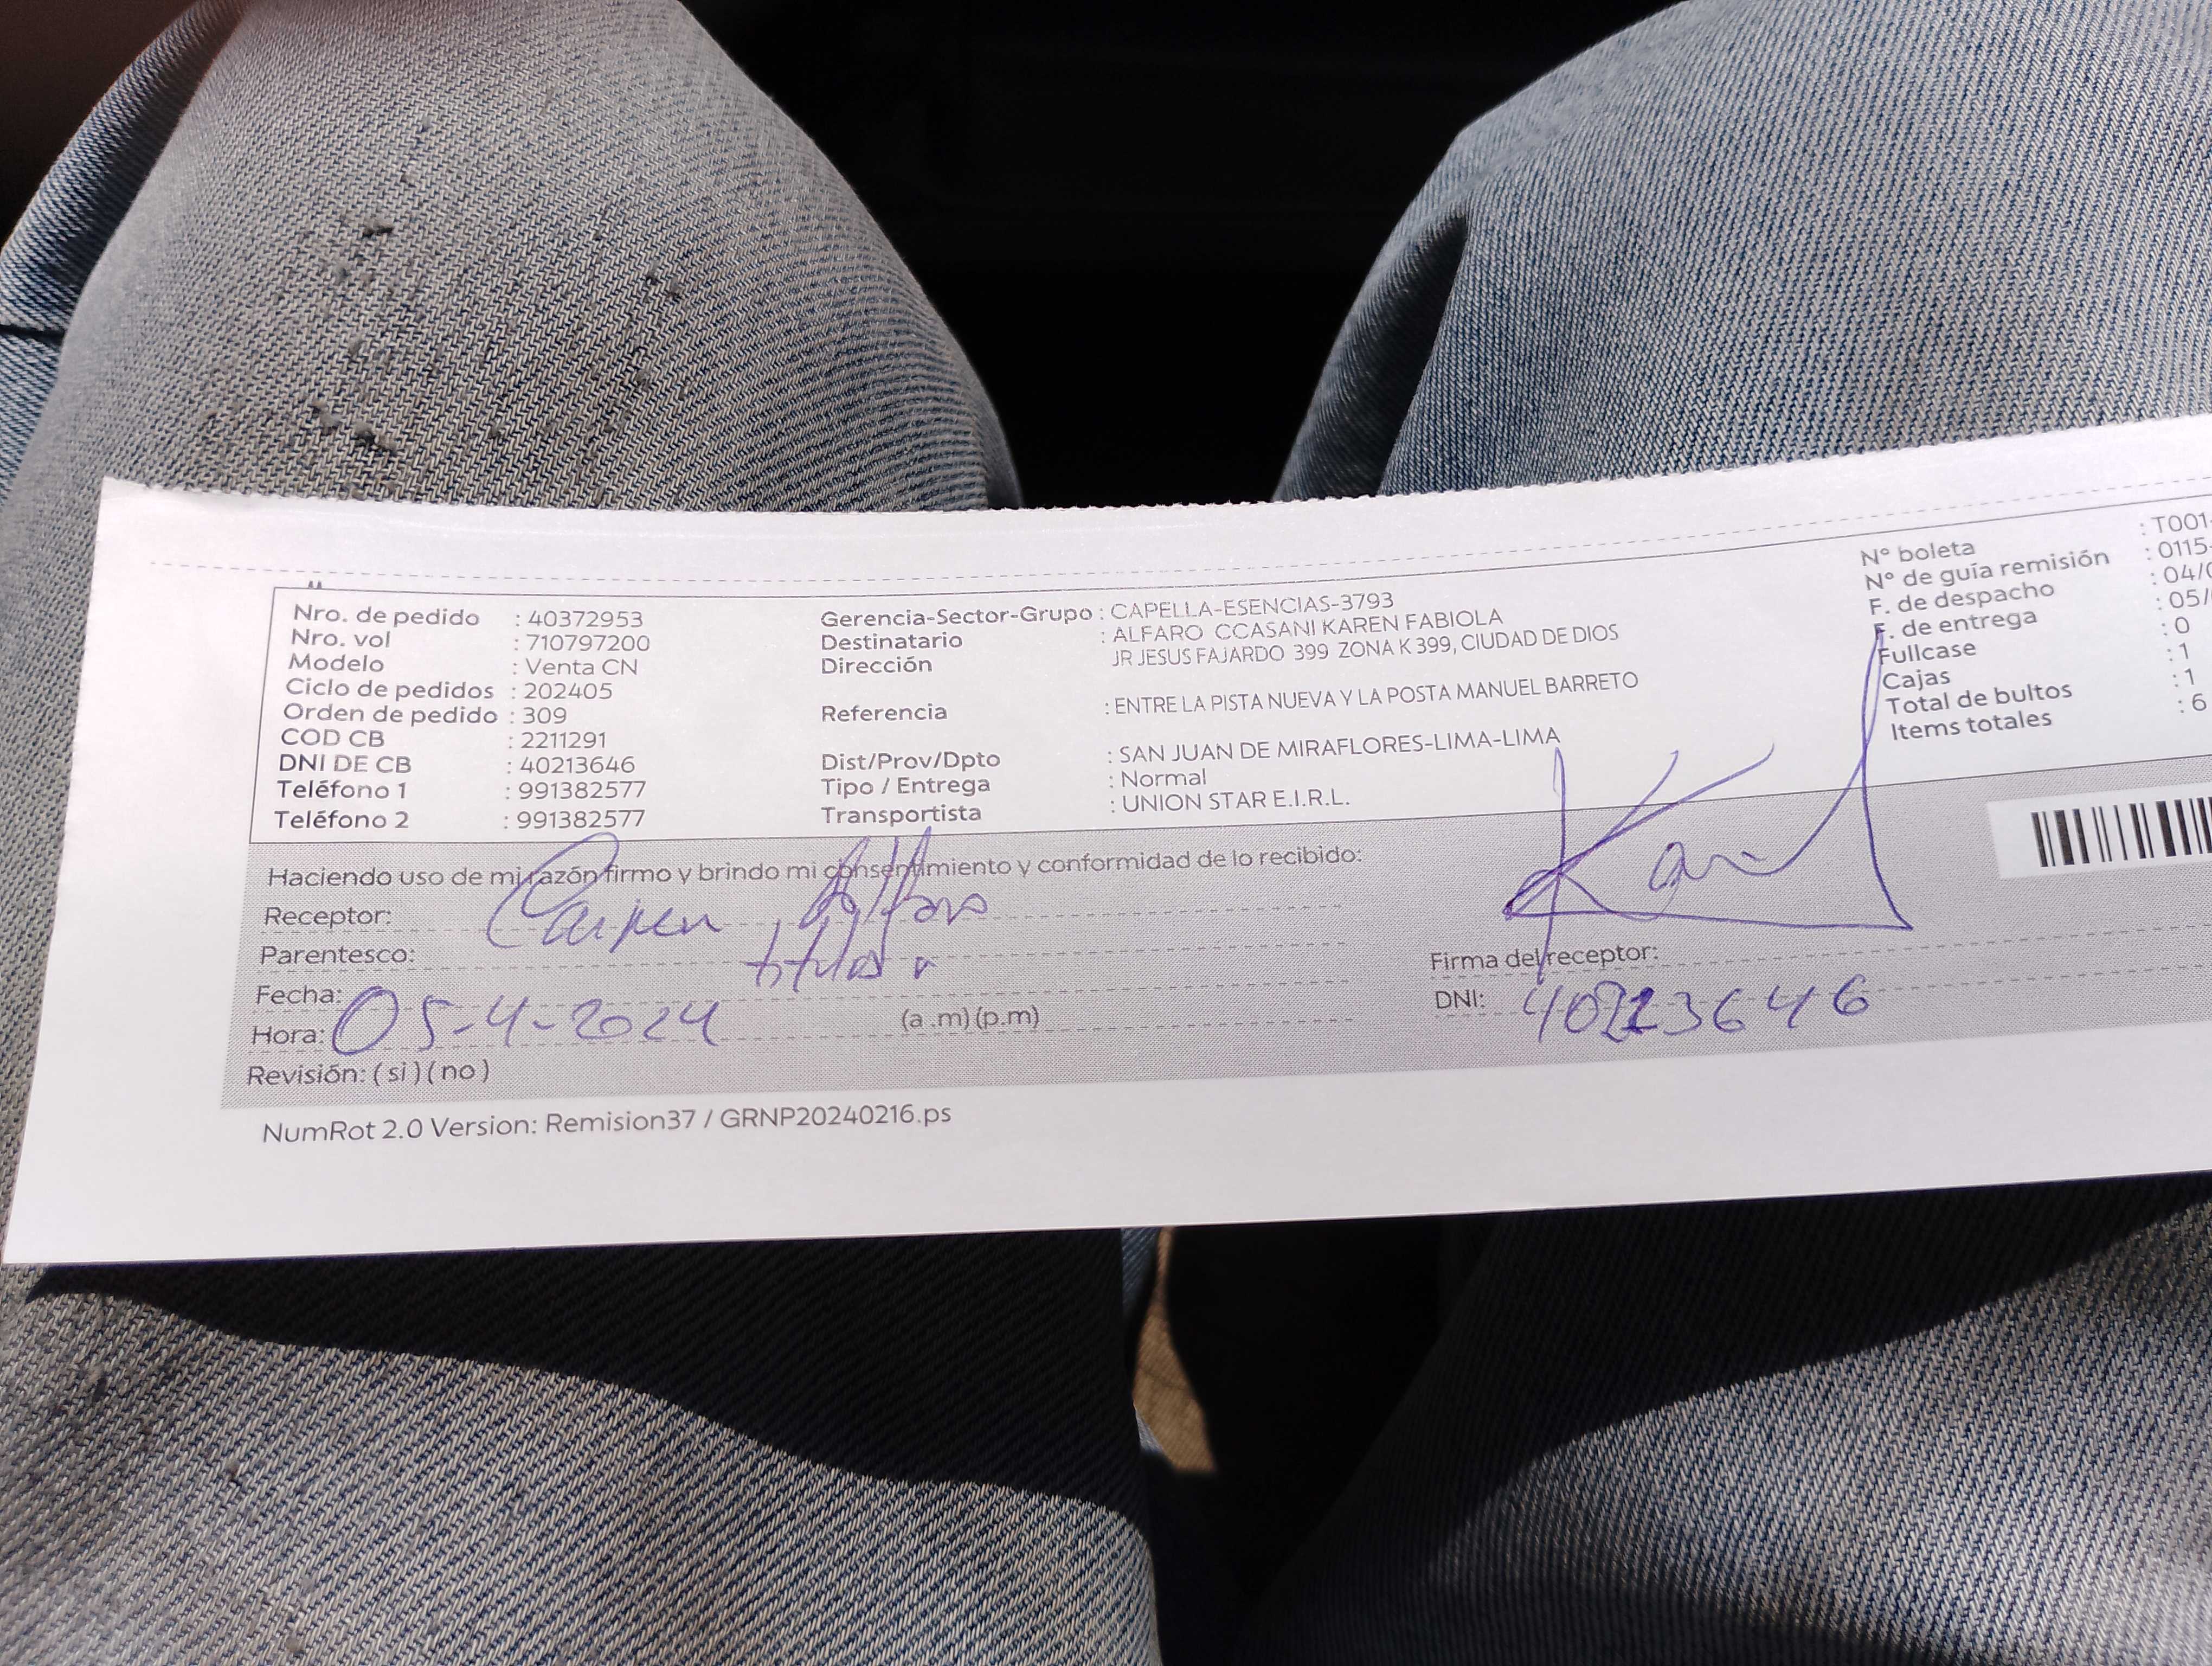 Nro. de pedido : 40372953
Nro. vol : 710797200
Modelo : Venta CN
Ciclo de pedidos : 202405
Orden de pedido : 309
COD CB : 2211291
DNI DE CB : 40213646
Teléfono 1 : 991382577
Teléfono 2 : 991382577
Gerencia-Sector-Grupo : CAPELLA-ESENCIAS-3793
Destinatario : ALFARO CCASANI KAREN FABIOLA
Dirección JR JESUS FAJARDO 399 ZONA K 399, CIUDAD DE DIOS
Referencia : ENTRE LA PISTA NUEVA Y LA POSTA MANUEL BARRETO
Dist/Prov/Dpto : SAN JUAN DE MIRAFLORES-LIMA-LIMA
Tipo / Entrega : Normal
Transportista : UNION STAR E.I.R.L.
N° boleta : T001-
N° de guía remisión : 0115-
F. de despacho : 04/
F. de entrega : 05/
Fullcase : 0
Cajas : 1
Total de bultos : 1
Items totales : 6
Haciendo uso de mi razón firmo y brindo mi consentimiento y conformidad de lo recibido:
Receptor: Alfaro
Parentesco: titular
Fecha: 05-4-2024
Hora: (a .m) (p.m)
Revisión: ( si ) ( no )
Firma del receptor:
DNI: 40213646
NumRot 2.0 Version: Remision37 / GRNP20240216.ps